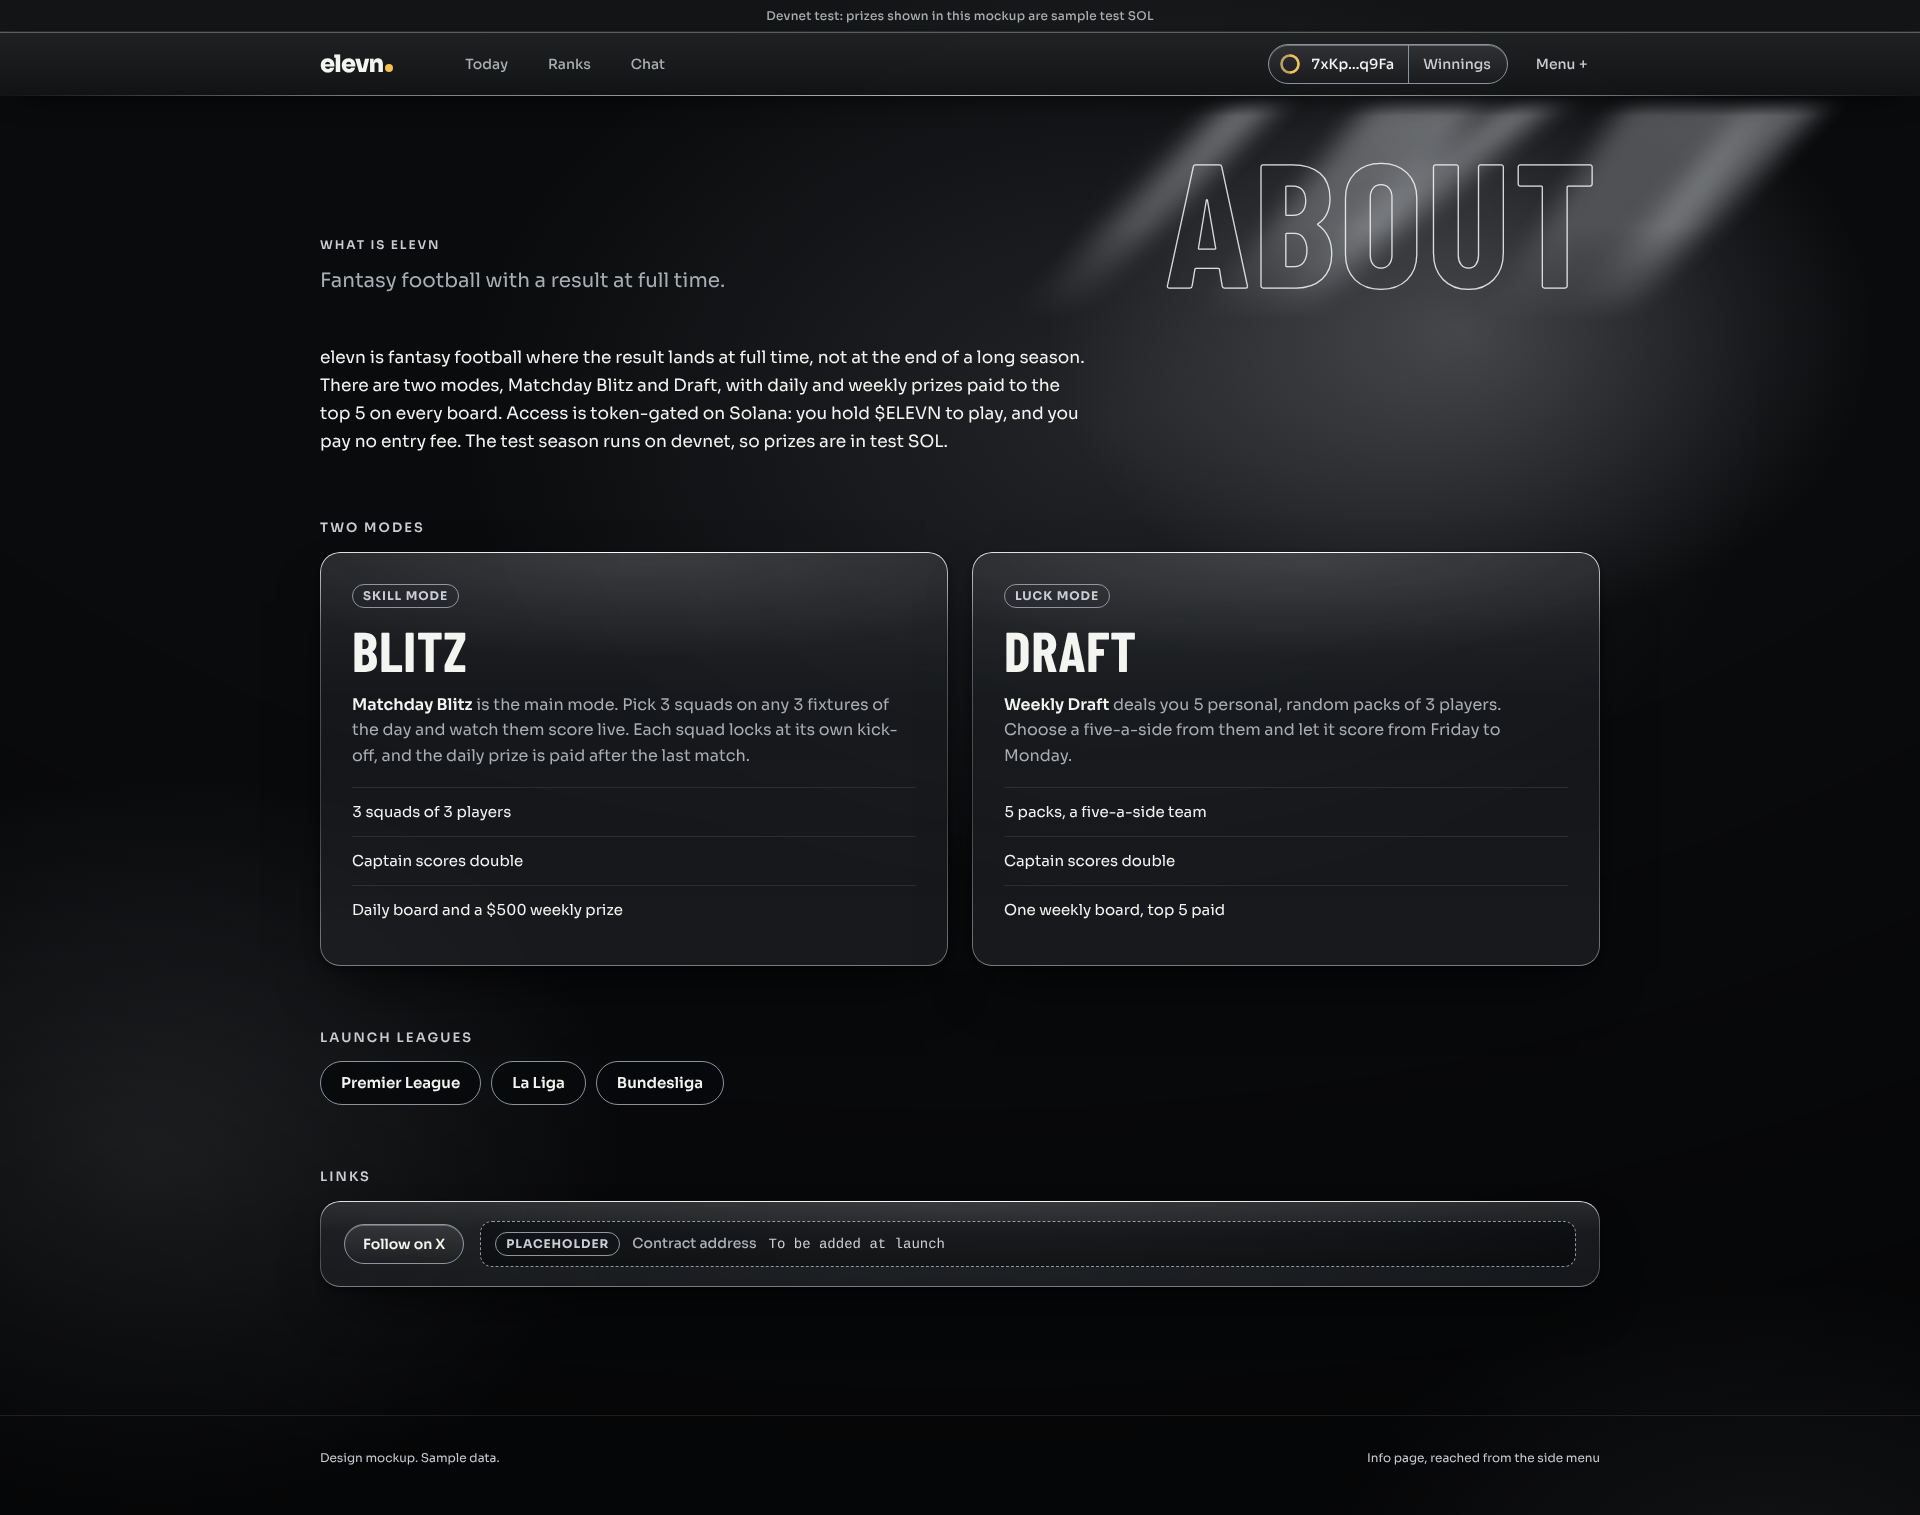 Devnet test: prizes shown in this mockup are sample test SOL
elevn.
Today
Ranks
Chat
7xKp...q9Fa
Winnings
Menu +
ABOUT
WHAT IS ELEVN
Fantasy football with a result at full time.
elevn is fantasy football where the result lands at full time, not at the end of a long season.
There are two modes, Matchday Blitz and Draft, with daily and weekly prizes paid to the
top 5 on every board. Access is token-gated on Solana: you hold $ELEVN to play, and you
pay no entry fee. The test season runs on devnet, so prizes are in test SOL.
TWO MODES
SKILL MODE
BLITZ
Matchday Blitz is the main mode. Pick 3 squads on any 3 fixtures of
the day and watch them score live. Each squad locks at its own kick-
off, and the daily prize is paid after the last match.
3 squads of 3 players
Captain scores double
Daily board and a $500 weekly prize
LUCK MODE
DRAFT
Weekly Draft deals you 5 personal, random packs of 3 players.
Choose a five-a-side from them and let it score from Friday to
Monday.
5 packs, a five-a-side team
Captain scores double
One weekly board, top 5 paid
LAUNCH LEAGUES
Premier League
La Liga
Bundesliga
LINKS
Follow on X
PLACEHOLDER
Contract address
To be added at launch
Design mockup. Sample data.
Info page, reached from the side menu